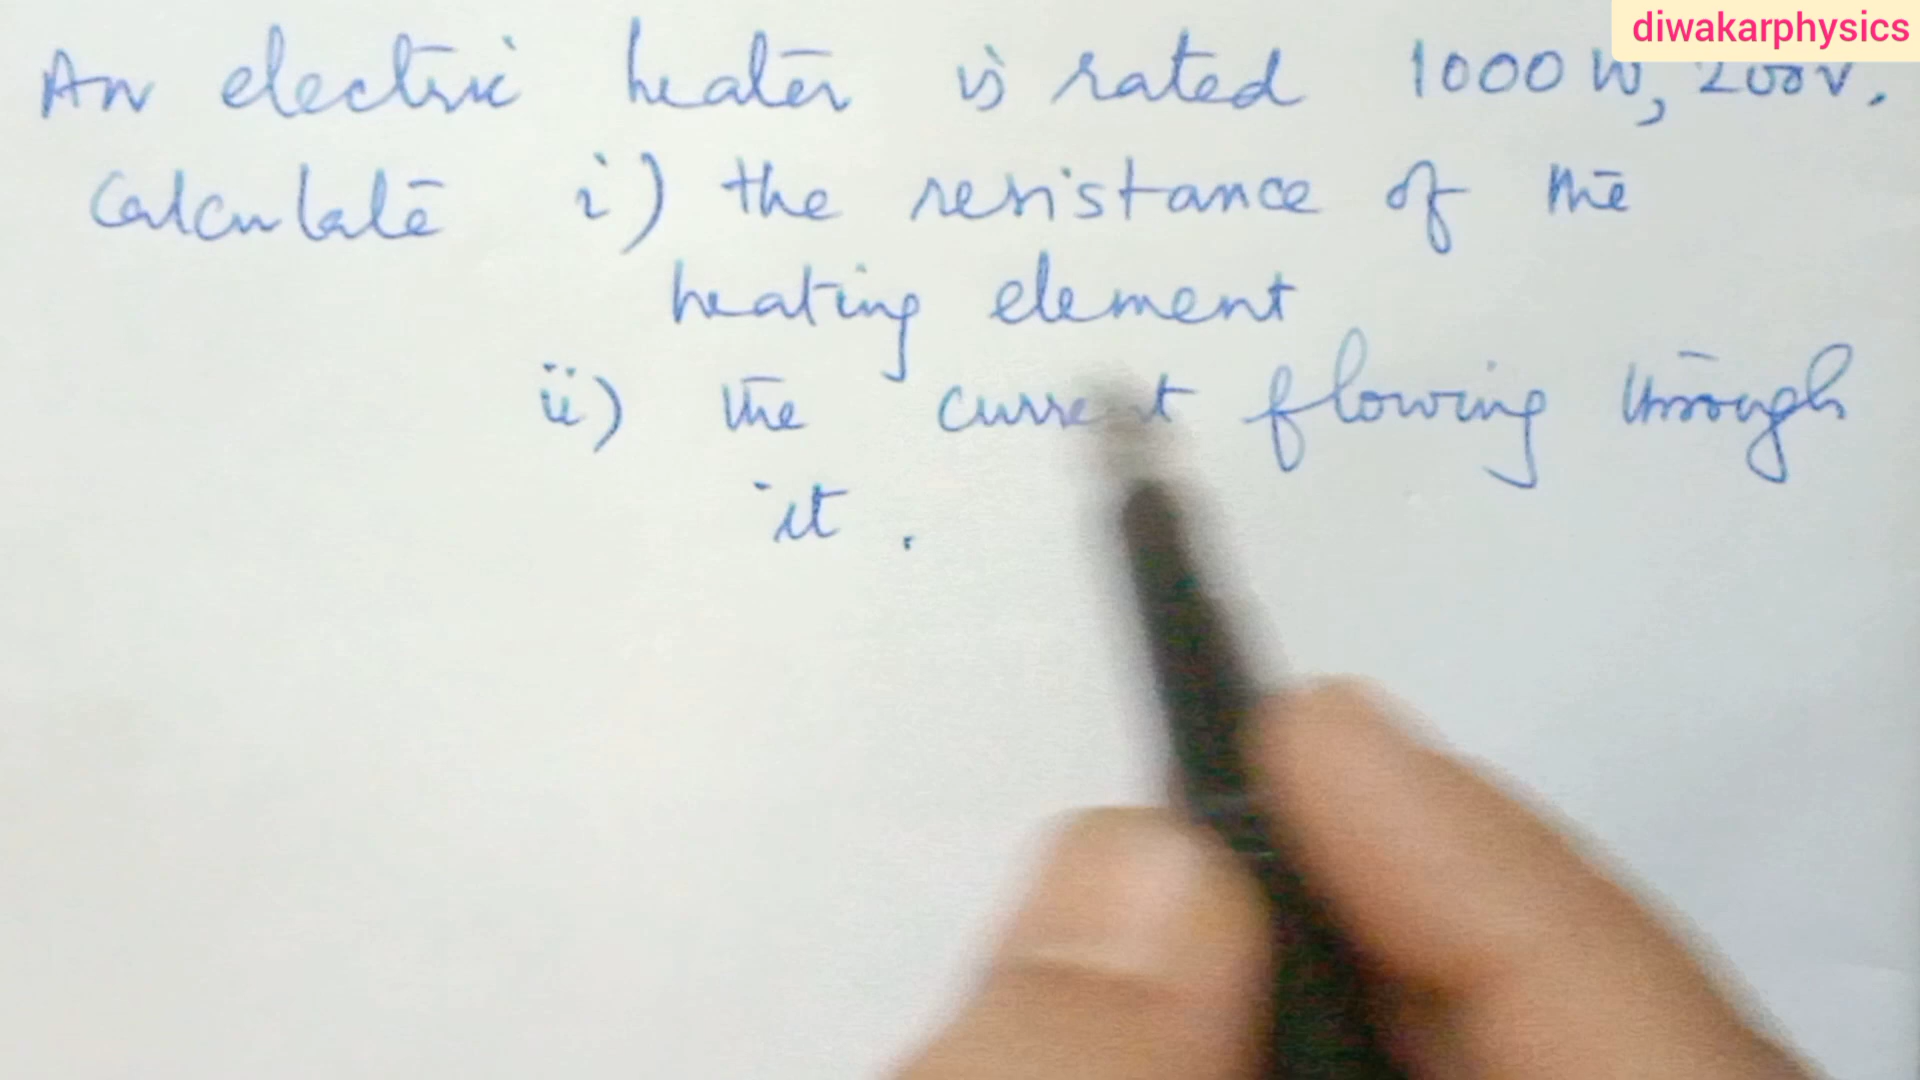 diwakarphysics
An electric heater is rated 1000 W, 200V.
Calculate i) the resistance of the
heating element
ii) the current flowing through
it.